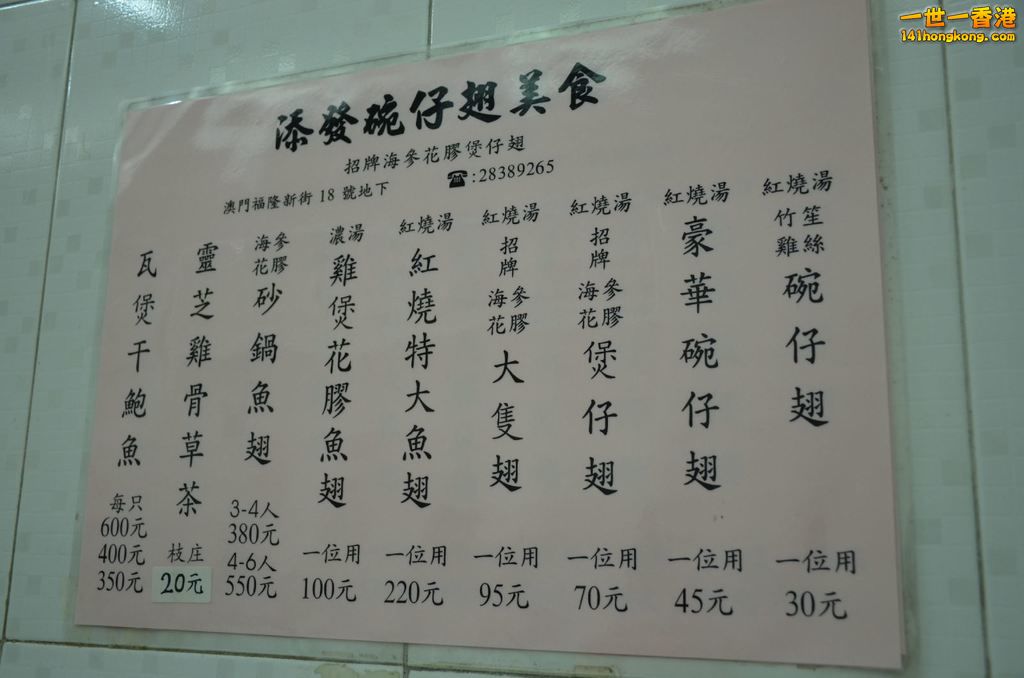 一世一香港
141hongkong.com
添發碗仔翅美食
招牌海參花膠煲仔翅
澳門福隆新街 18 號地下 ☎:28389265
紅燒湯 竹笙雞絲 碗仔翅 一位用 30元
紅燒湯 豪華碗仔翅 一位用 45元
紅燒湯 招牌 海參花膠 煲仔翅 一位用 70元
紅燒湯 招牌 海參花膠 大隻翅 一位用 95元
紅燒湯 紅燒特大魚翅 一位用 220元
濃湯 雞煲花膠魚翅 一位用 100元
海參花膠 砂鍋魚翅 3-4人 380元 4-6人 550元
靈芝雞骨草茶 枝庄 20元
瓦煲干鮑魚 每只 600元 400元 350元